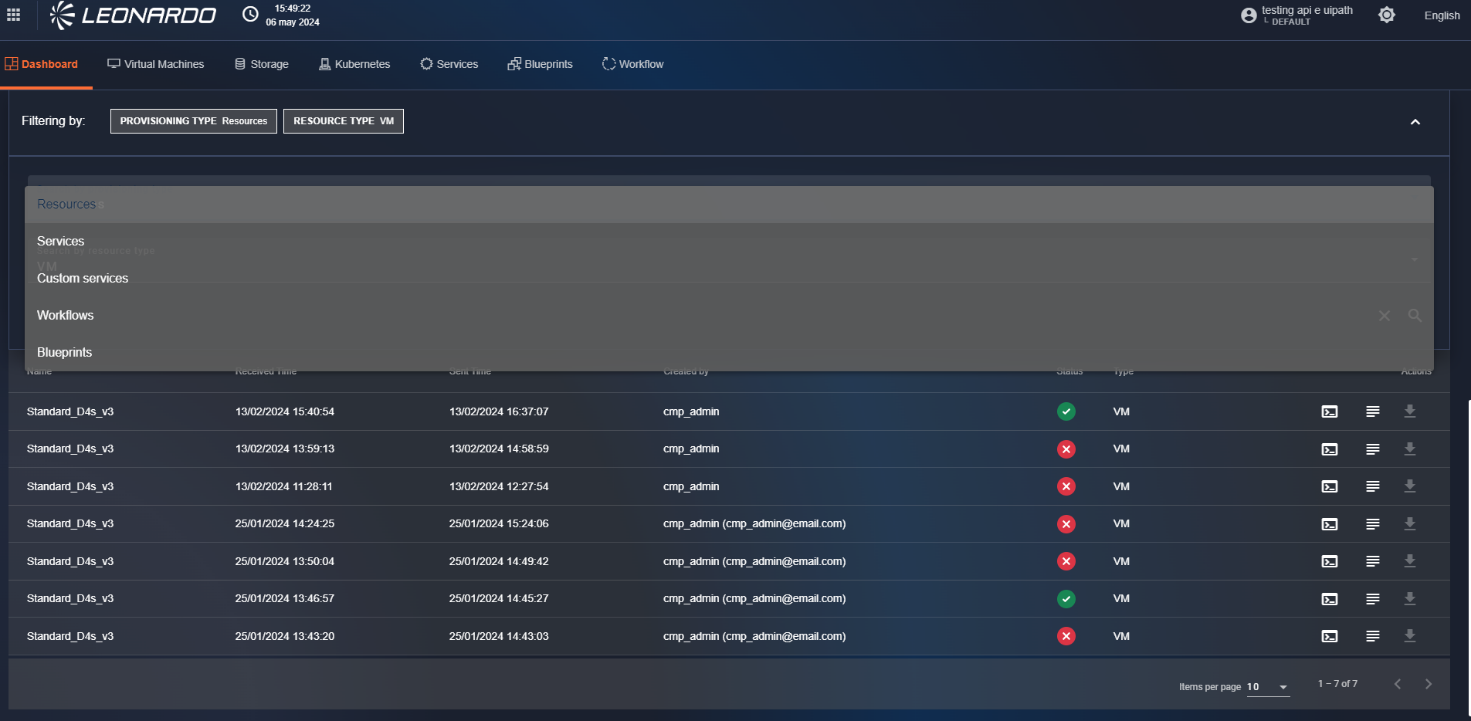 LEONARDO
15:49:22
06 may 2024
testing api e uipath
└ DEFAULT
English
Dashboard
Virtual Machines
Storage
Kubernetes
Services
Blueprints
Workflow
Filtering by:
PROVISIONING TYPE Resources
RESOURCE TYPE VM
Resources
Services
Search by resource type
VM
Custom services
Workflows
Blueprints
Name Received Time Sent Time Created by Status Type Actions
Standard_D4s_v3 13/02/2024 15:40:54 13/02/2024 16:37:07 cmp_admin VM
Standard_D4s_v3 13/02/2024 13:59:13 13/02/2024 14:58:59 cmp_admin VM
Standard_D4s_v3 13/02/2024 11:28:11 13/02/2024 12:27:54 cmp_admin VM
Standard_D4s_v3 25/01/2024 14:24:25 25/01/2024 15:24:06 cmp_admin (cmp_admin@email.com) VM
Standard_D4s_v3 25/01/2024 13:50:04 25/01/2024 14:49:42 cmp_admin (cmp_admin@email.com) VM
Standard_D4s_v3 25/01/2024 13:46:57 25/01/2024 14:45:27 cmp_admin (cmp_admin@email.com) VM
Standard_D4s_v3 25/01/2024 13:43:20 25/01/2024 14:43:03 cmp_admin (cmp_admin@email.com) VM
Items per page 10 1 – 7 of 7